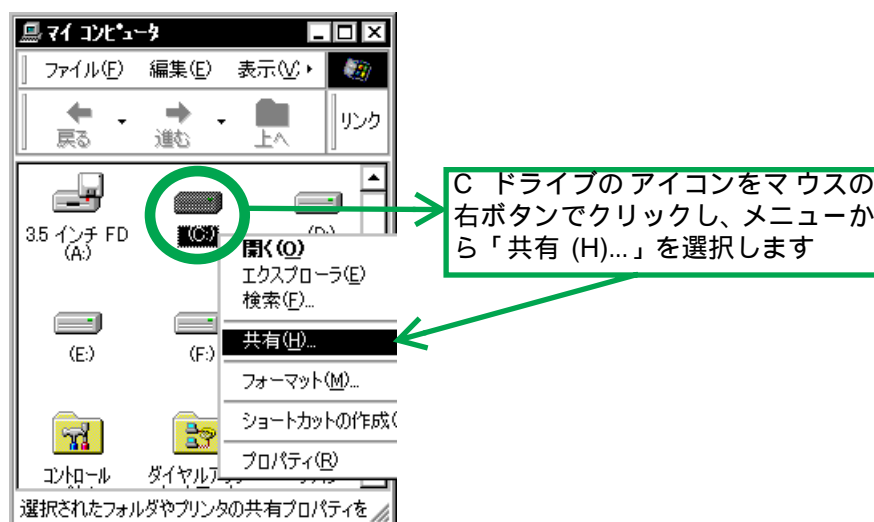 マイ コンピュータ
ファイル(F) 編集(E) 表示(V)
戻る 進む 上へ リンク
3.5 インチ FD (A:)
(C:)
(D:)
開く(O)
エクスプローラ(E)
検索(F)...
共有(H)...
フォーマット(M)...
ショートカットの作成(
プロパティ(R)
(E:)
(F:)
コントロール
ダイヤルア
選択されたフォルダやプリンタの共有プロパティを
C ドライブのアイコンをマウスの
右ボタンでクリックし、メニューか
ら「共有 (H)...」を選択します